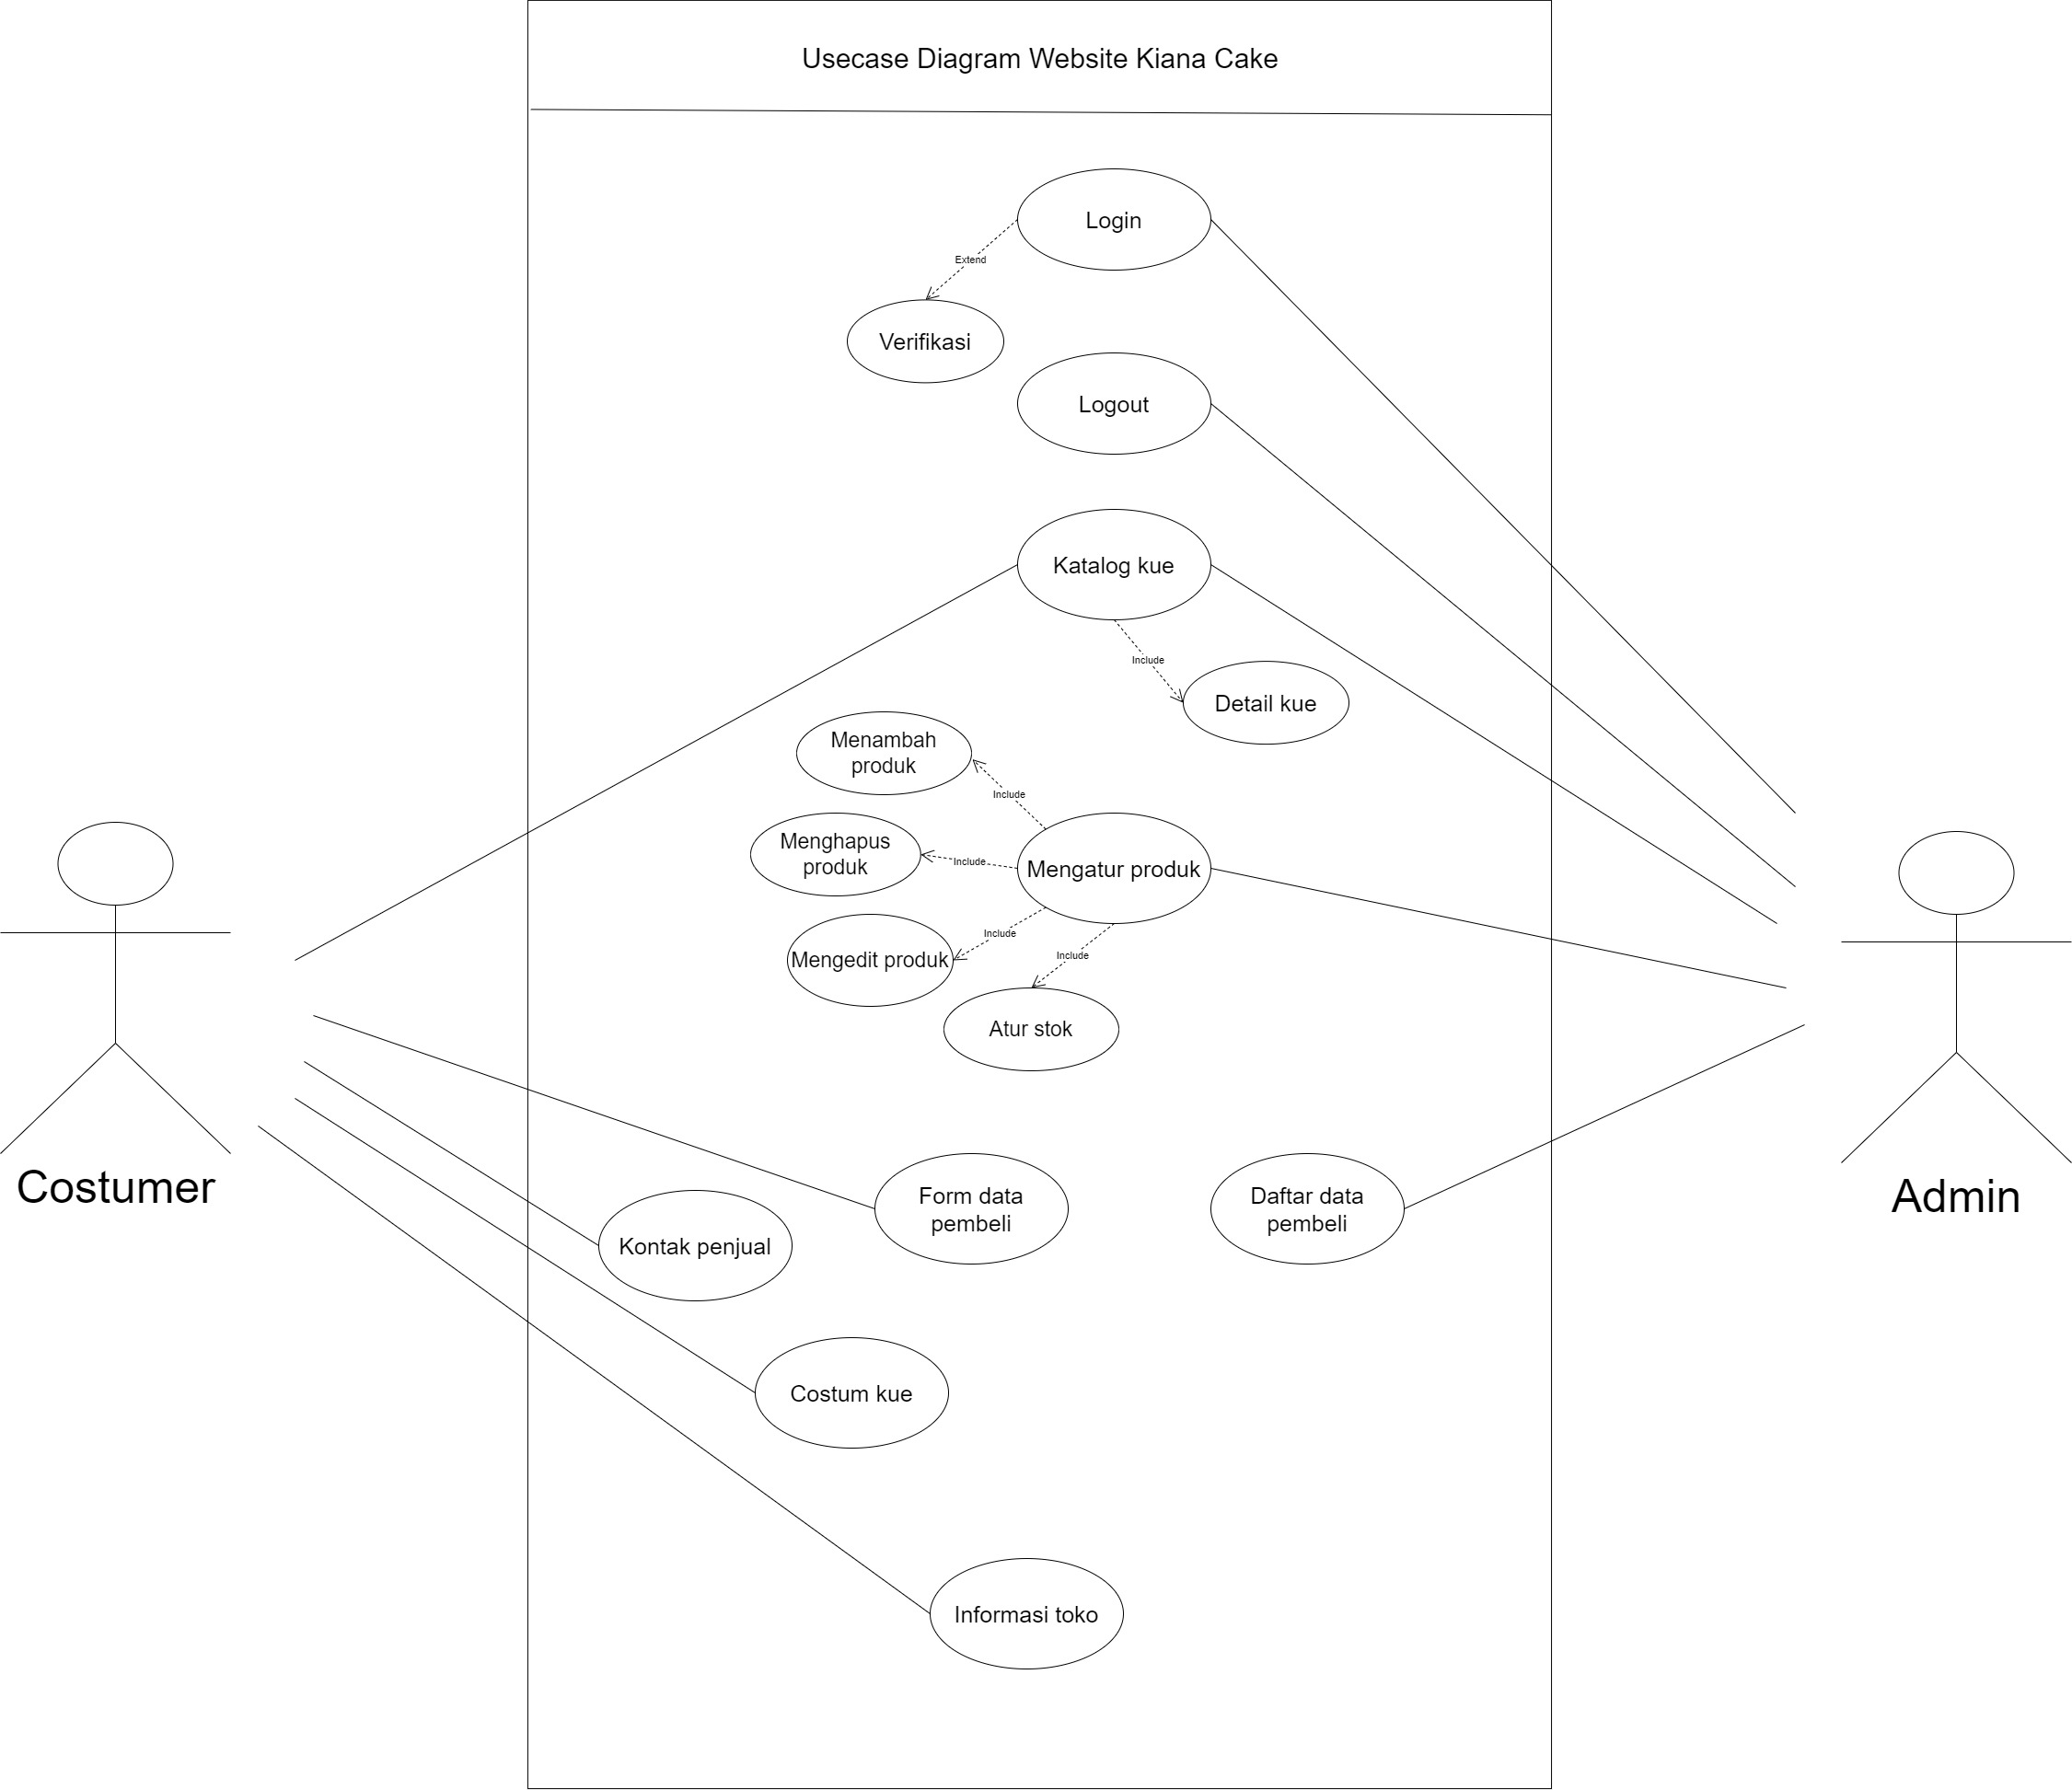 Usecase Diagram Website Kiana Cake
Login
Extend
Verifikasi
Logout
Katalog kue
Include
Detail kue
Menambah
produk
Include
Menghapus
produk
Include
Mengatur produk
Include
Mengedit produk
Include
Atur stok
Costumer
Form data
pembeli
Daftar data
pembeli
Admin
Kontak penjual
Costum kue
Informasi toko